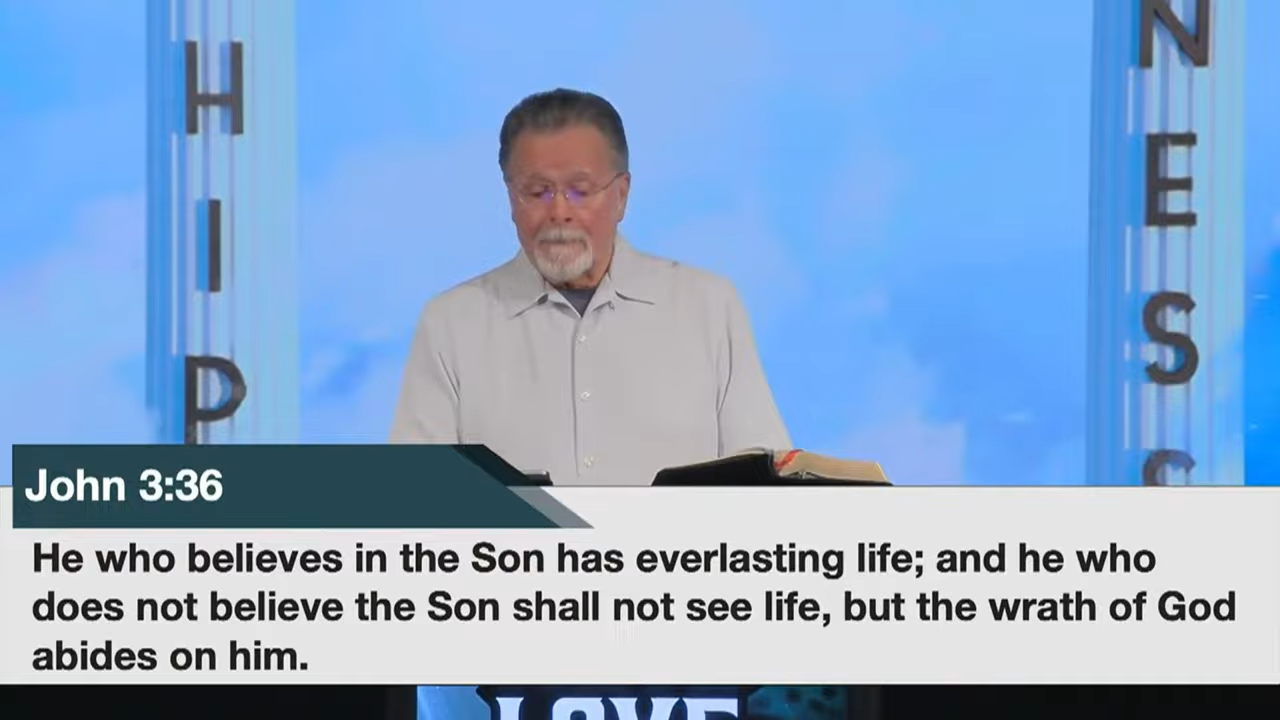 H
I
P
N
E
S
S
John 3:36
He who believes in the Son has everlasting life; and he who
does not believe the Son shall not see life, but the wrath of God
abides on him.
LOVE